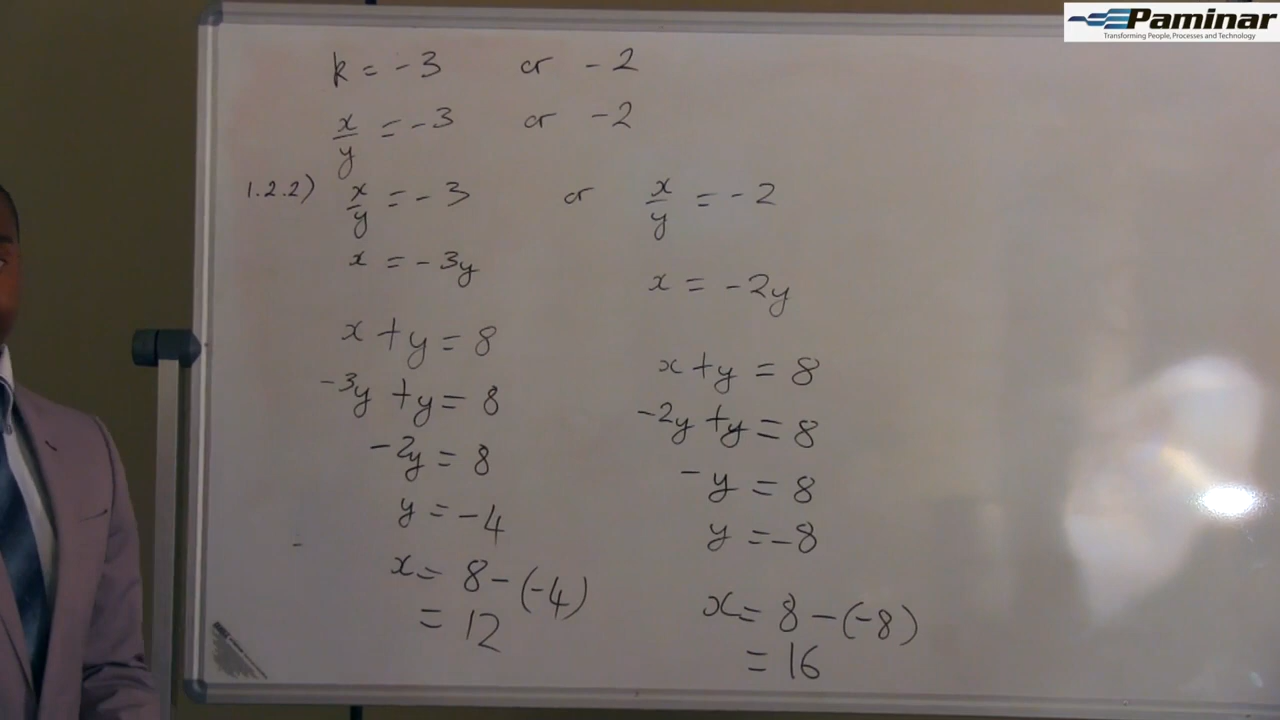 Paminar
Transforming People, Processes and Technology
k = -3 or -2
x/y = -3 or -2
1.2.2) x/y = -3 or x/y = -2
x = -3y
x = -2y
x + y = 8
-3y + y = 8
-2y = 8
y = -4
x = 8 - (-4)
= 12
x + y = 8
-2y + y = 8
-y = 8
y = -8
x = 8 - (-8)
= 16